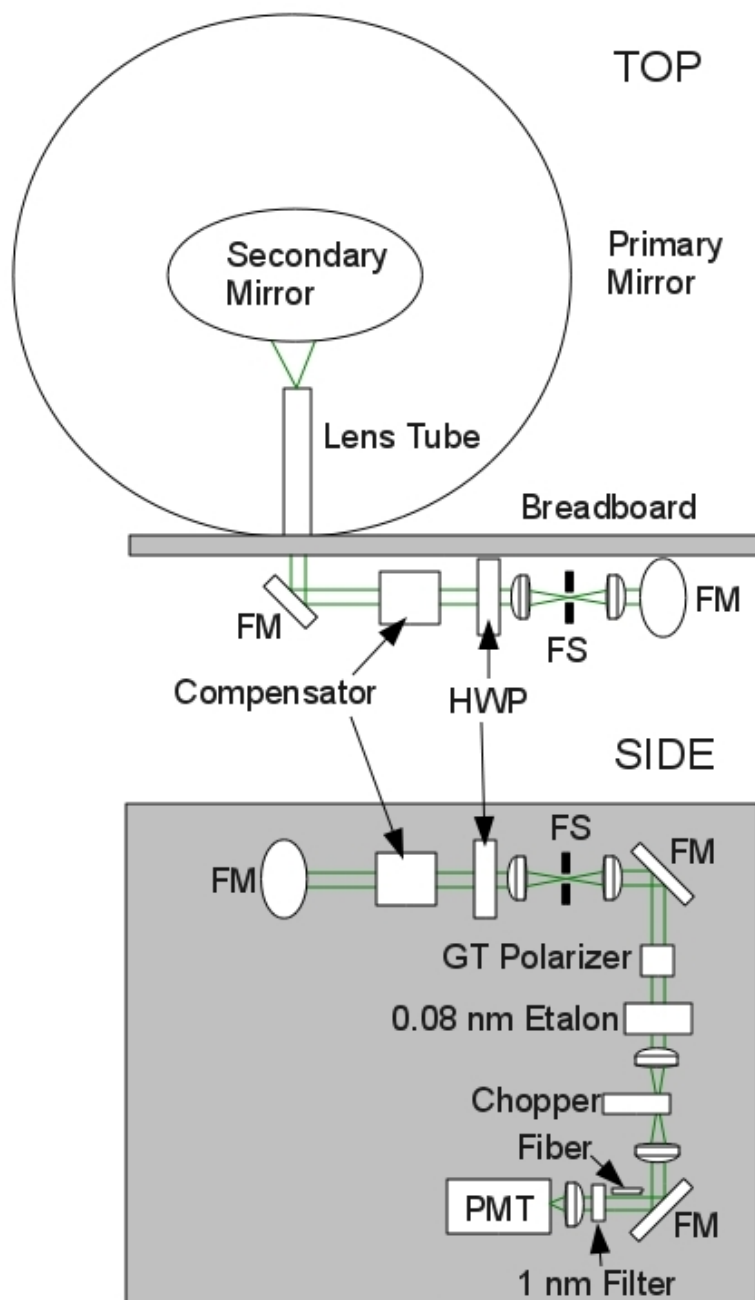 TOP
Secondary
Mirror
Primary
Mirror
Lens Tube
Breadboard
FM
FS
FM
Compensator
HWP
SIDE
FS
FM
FM
GT Polarizer
0.08 nm Etalon
Chopper
Fiber
PMT
FM
1 nm Filter